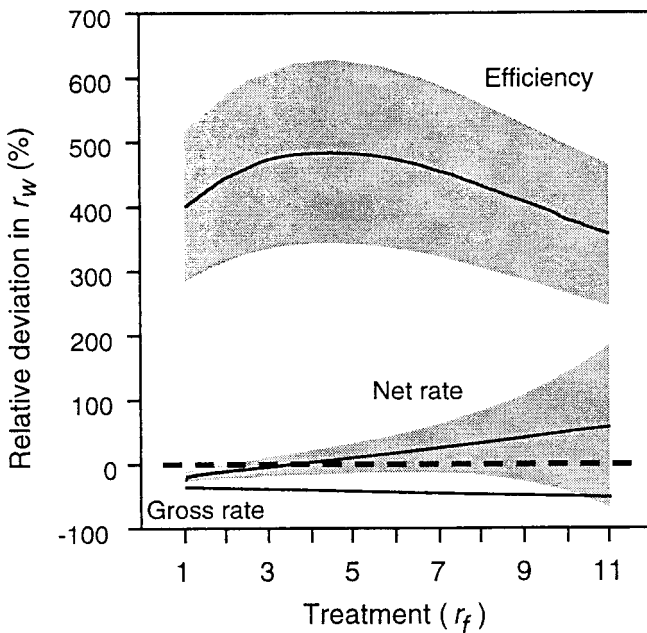 700
600
500
400
300
200
100
0
-100
Relative deviation in r_w (%)
Efficiency
Net rate
Gross rate
1 3 5 7 9 11
Treatment (r_f)